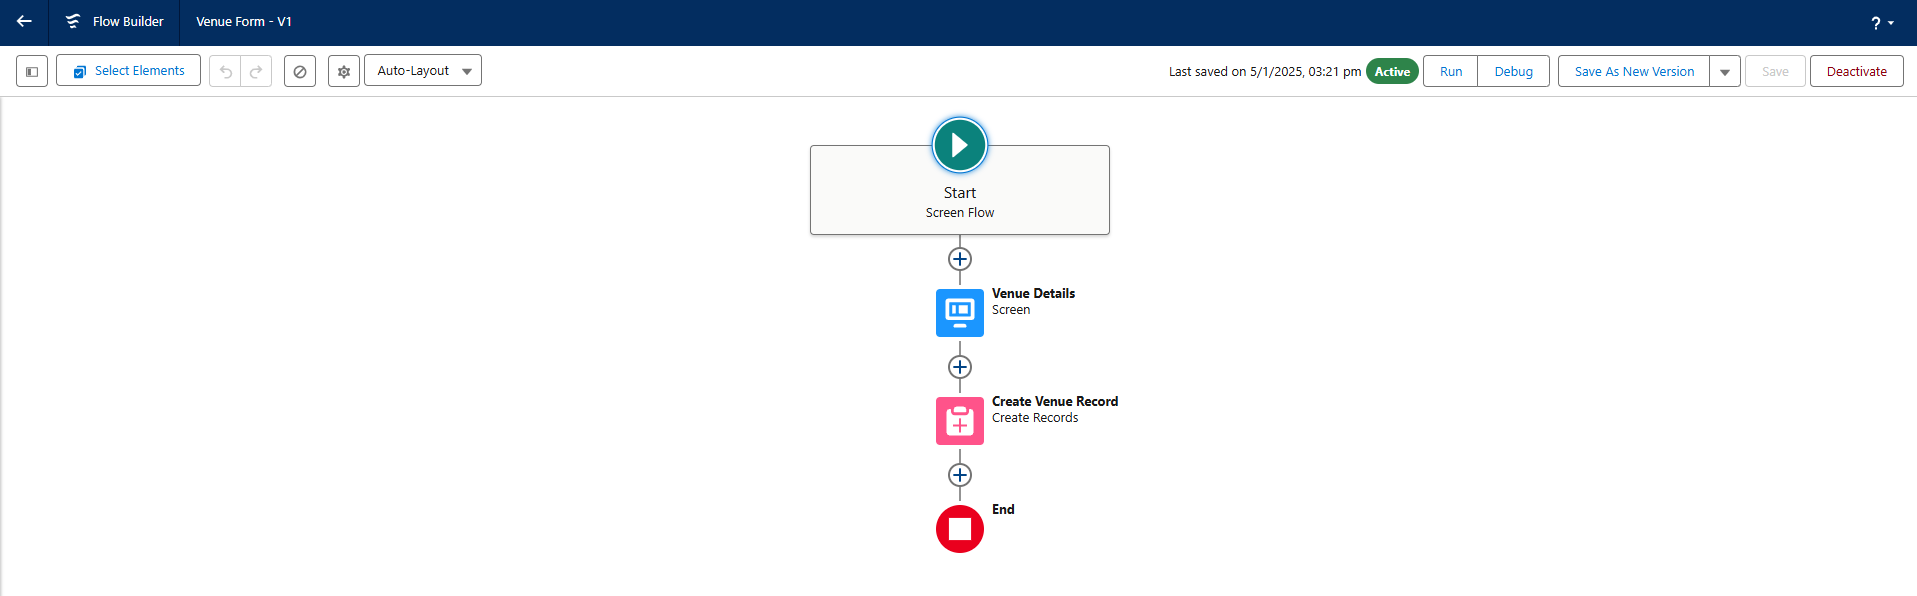 Flow Builder Venue Form - V1 ?
Select Elements Auto-Layout Last saved on 5/1/2025, 03:21 pm Active Run Debug Save As New Version Save Deactivate
Start
Screen Flow
Venue Details
Screen
Create Venue Record
Create Records
End